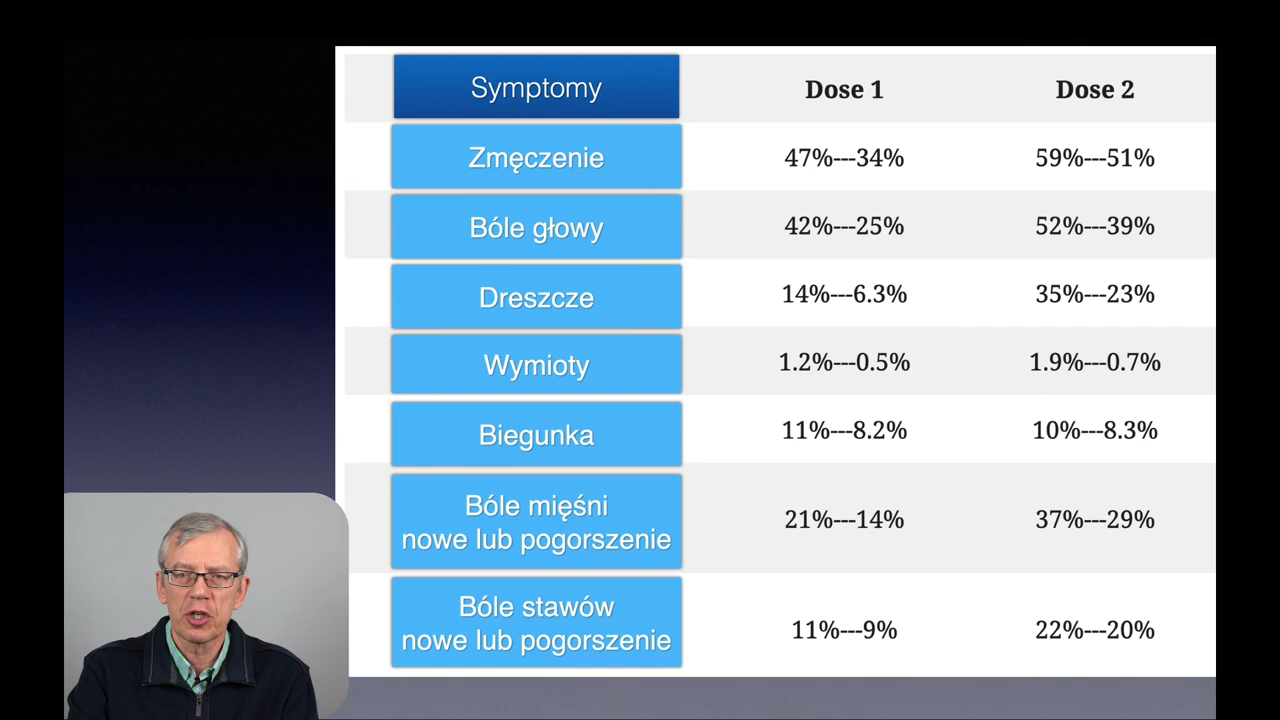 Symptomy Dose 1 Dose 2
Zmęczenie 47%---34% 59%---51%
Bóle głowy 42%---25% 52%---39%
Dreszcze 14%---6.3% 35%---23%
Wymioty 1.2%---0.5% 1.9%---0.7%
Biegunka 11%---8.2% 10%---8.3%
Bóle mięśni
nowe lub pogorszenie 21%---14% 37%---29%
Bóle stawów
nowe lub pogorszenie 11%---9% 22%---20%